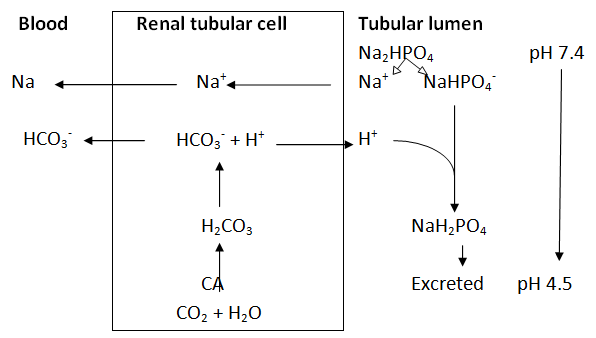 Blood Renal tubular cell Tubular lumen
Na₂HPO₄ pH 7.4
Na Na⁺ Na⁺ NaHPO₄⁻
HCO₃⁻ HCO₃⁻ + H⁺ H⁺
H₂CO₃ NaH₂PO₄
CA Excreted pH 4.5
CO₂ + H₂O